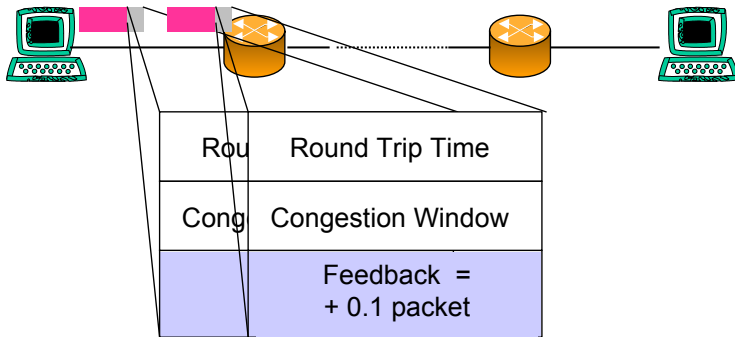 Rou
Round Trip Time
Cong
Congestion Window
Feedback =
+ 0.1 packet